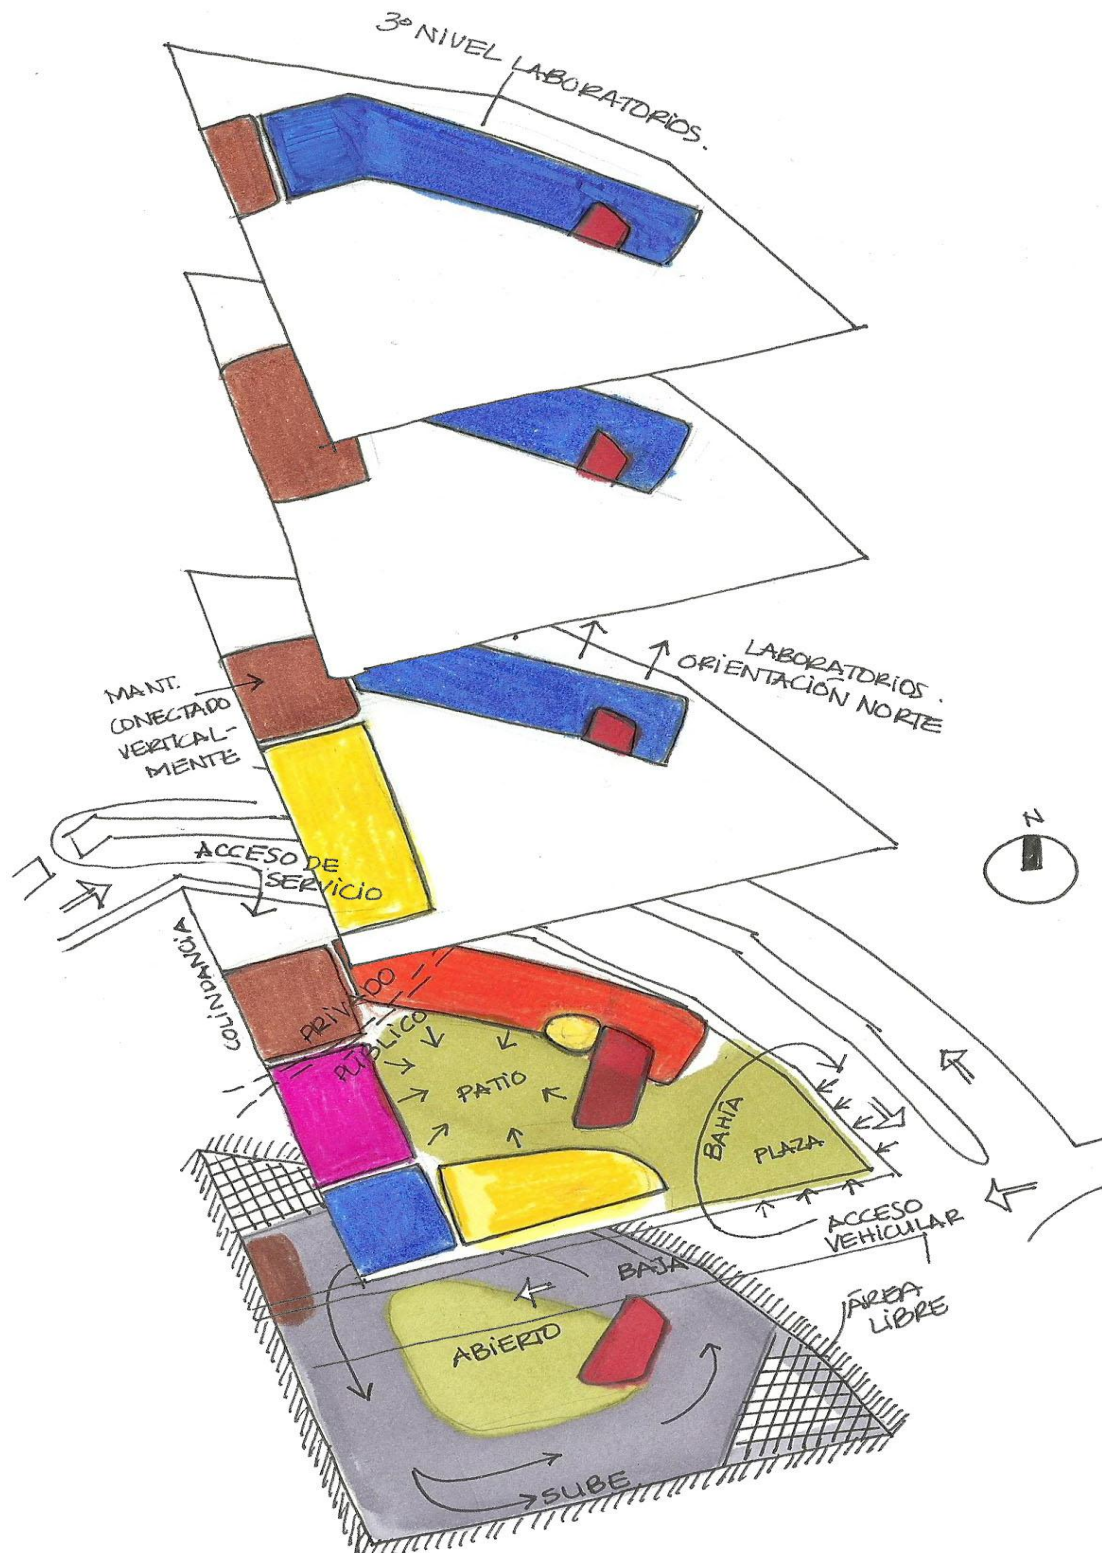 3º NIVEL LABORATORIOS.
LABORATORIOS.
ORIENTACIÓN NORTE
MANT.
CONECTADO
VERTICAL-
MENTE
N
ACCESO DE
SERVICIO
COLINDANCIA
PRIVADO
PÚBLICO
PATIO
BAHÍA
PLAZA
ACCESO
VEHICULAR
BAJA
ÁREA
LIBRE
ABIERTO
SUBE